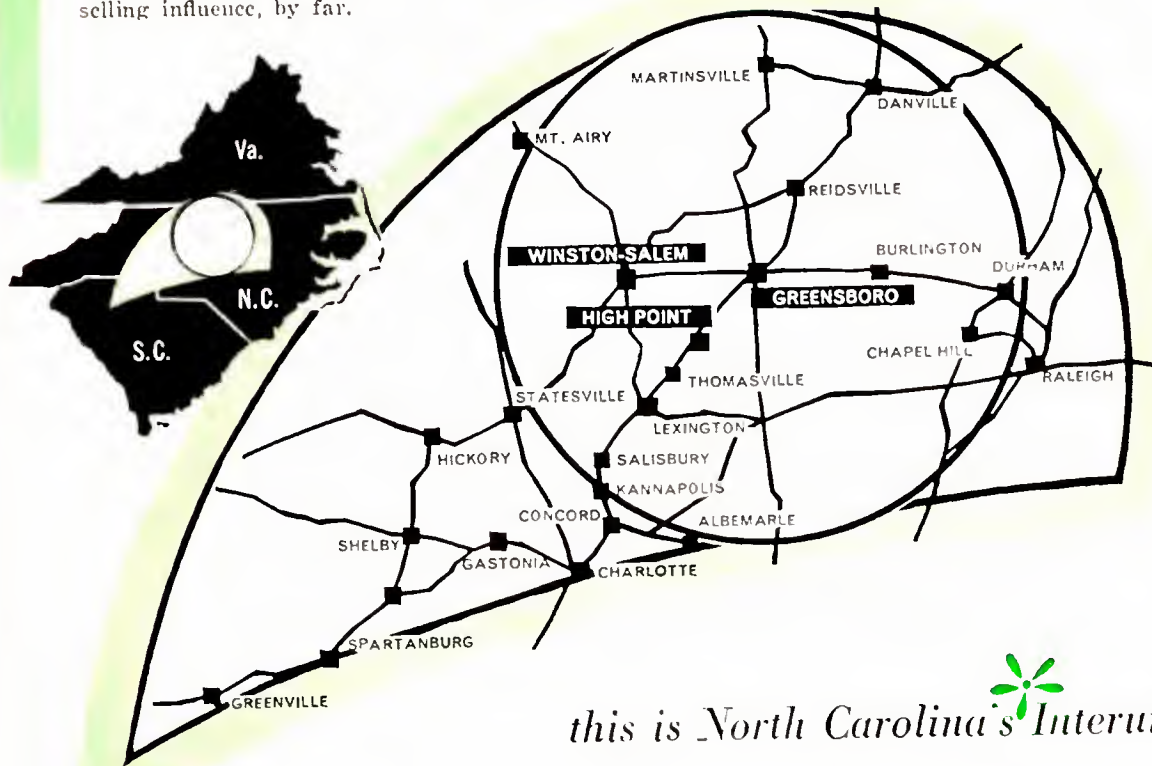 selling influence, by far.
Va.
N.C.
S.C.
MARTINSVILLE
DANVILLE
MT. AIRY
REIDSVILLE
WINSTON-SALEM
BURLINGTON
DURHAM
GREENSBORO
HIGH POINT
CHAPEL HILL
RALEIGH
THOMASVILLE
STATESVILLE
LEXINGTON
HICKORY
SALISBURY
KANNAPOLIS
CONCORD
ALBEMARLE
SHELBY
GASTONIA
CHARLOTTE
SPARTANBURG
GREENVILLE
this is North Carolina's